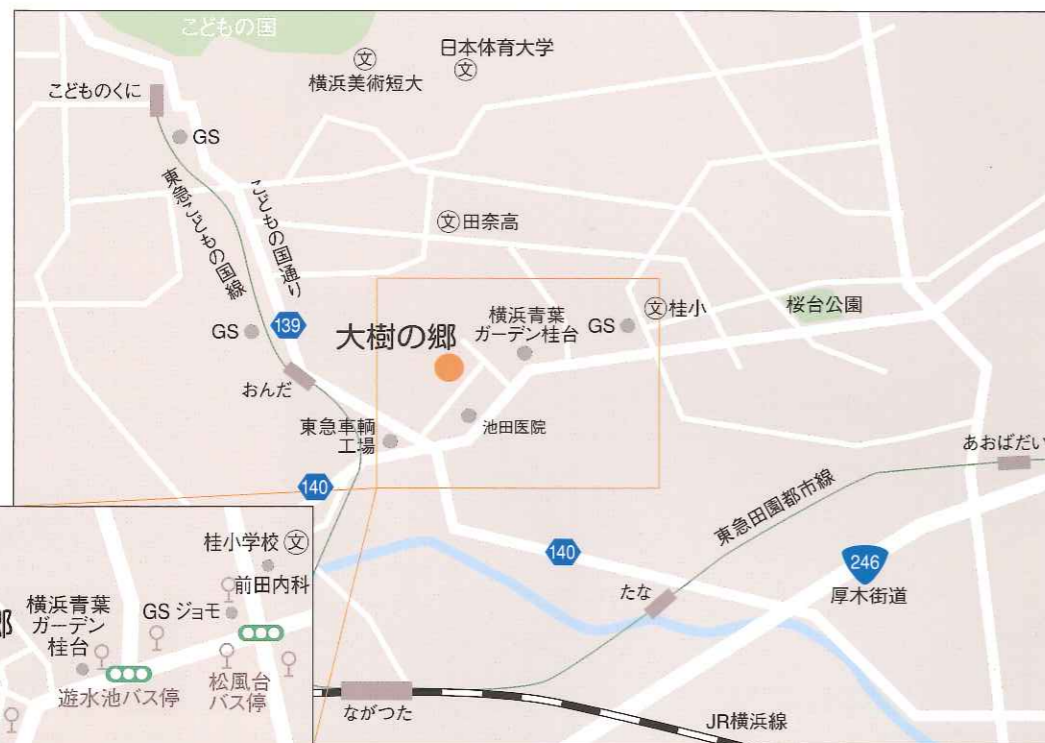 こどもの国
日本体育大学
文
文
横浜美術短大
こどものくに
GS
東急こどもの国線
こどもの国通り
文 田奈高
横浜青葉
ガーデン桂台
文 桂小
桜台公園
GS
GS
139
大樹の郷
おんだ
東急車輌
工場
池田医院
あおばだい
140
東急田園都市線
140
246
厚木街道
たな
ながつた
JR横浜線
桂小学校 文
前田内科
横浜青葉
ガーデン
桂台
GS ジョモ
郷
遊水池バス停
松風台
バス停